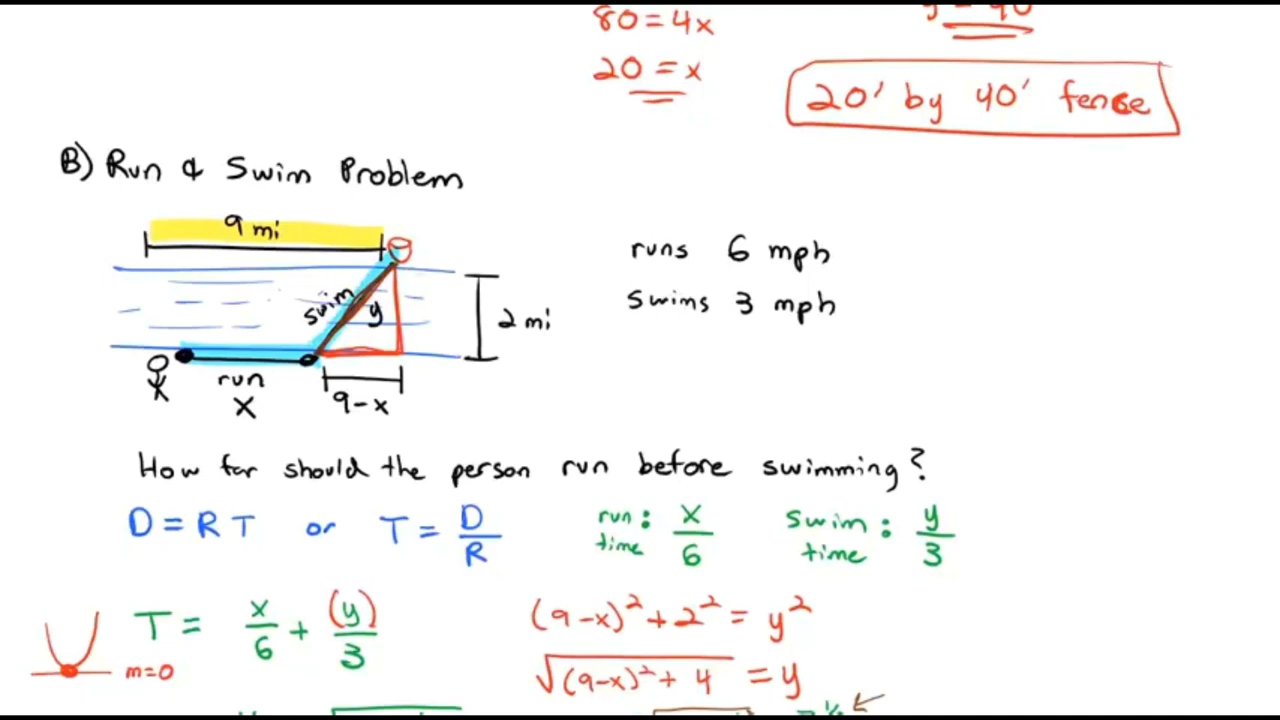 80 = 4x
20 = x
20' by 40' fence
B) Run & Swim Problem
9 mi
runs 6 mph
swims 3 mph
swim
y
2 mi
run
x
9-x
How far should the person run before swimming?
D = R T or T = D/R
run time: x/6
swim time: y/3
T = x/6 + (y)/3
(9-x)² + 2² = y²
m=0
√(9-x)² + 4 = y